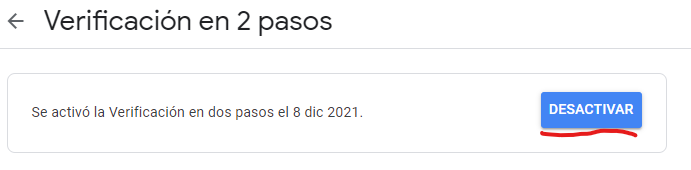 Verificación en 2 pasos
Se activó la Verificación en dos pasos el 8 dic 2021.
DESACTIVAR